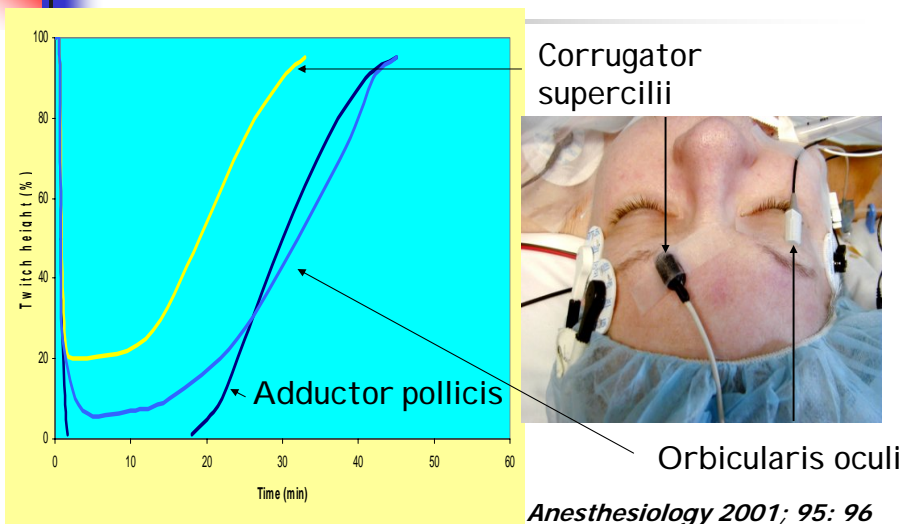 100
80
60
40
20
0
Twitch height (%)
0 10 20 30 40 50 60
Time (min)
Corrugator
supercilii
Adductor pollicis
Orbicularis oculi
Anesthesiology 2001; 95: 96